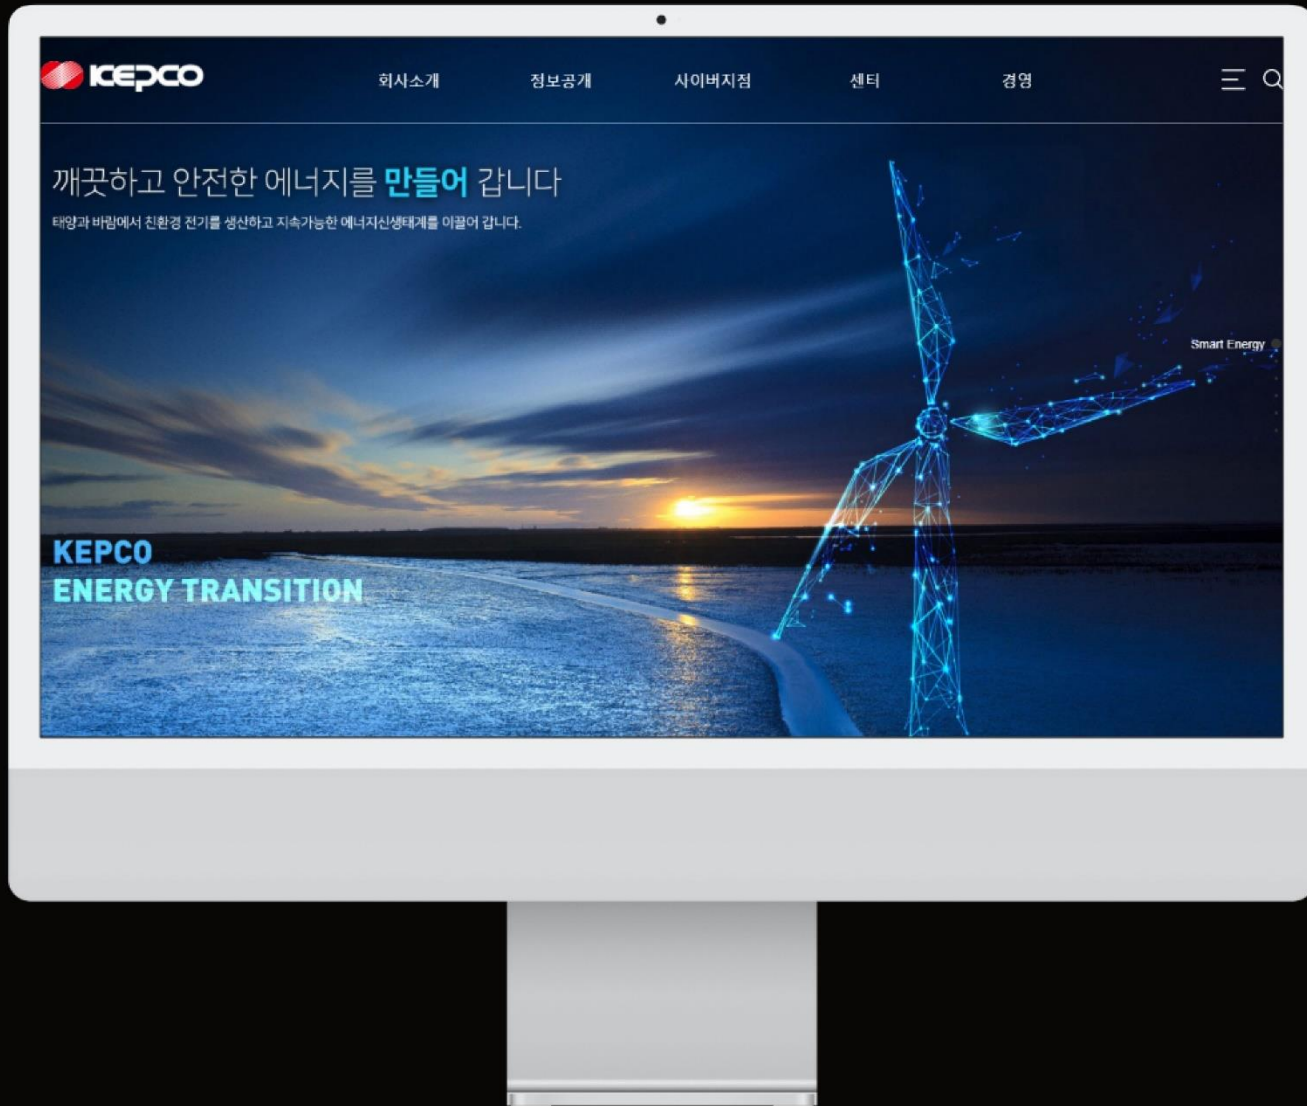 KEPCO
회사소개 정보공개 사이버지점 센터 경영
깨끗하고 안전한 에너지를 만들어 갑니다
태양과 바람에서 친환경 전기를 생산하고 지속가능한 에너지신생태계를 이끌어 갑니다.
Smart Energy
KEPCO
ENERGY TRANSITION